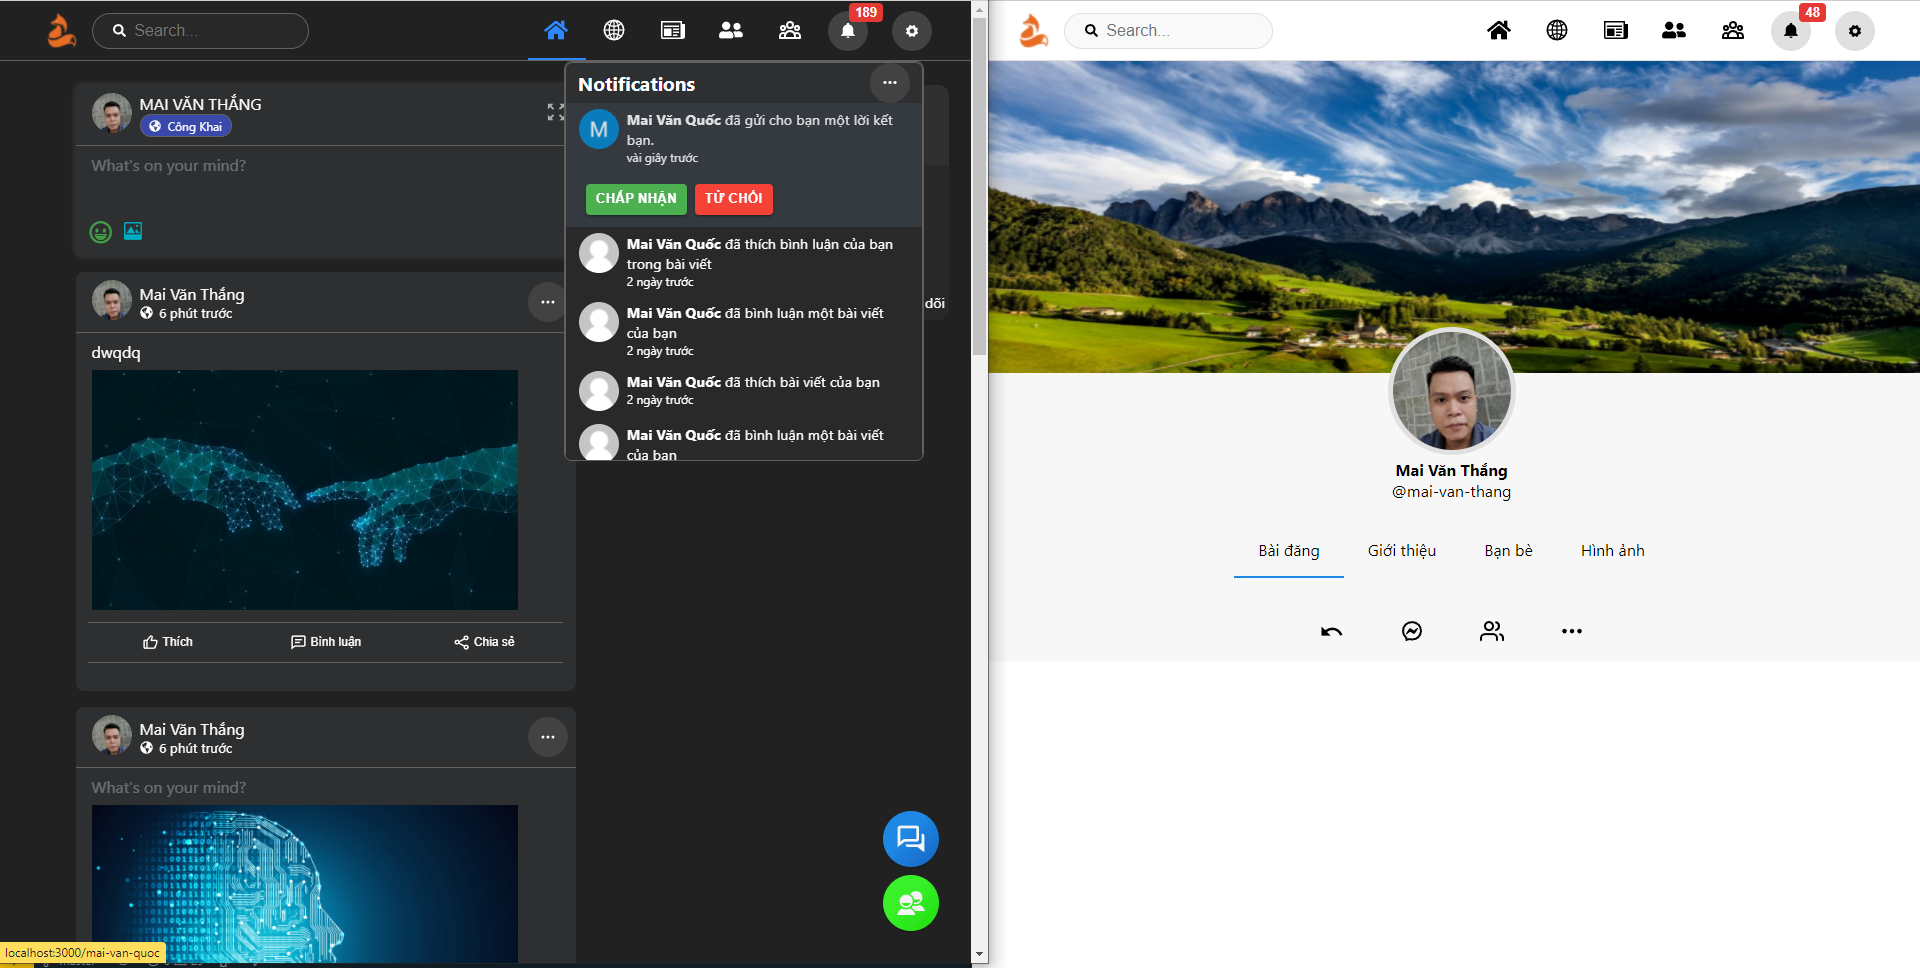 Search...
189
MAI VĂN THẮNG
Công Khai
What's on your mind?
Mai Văn Thắng
6 phút trước
dwqdq
Thích
Bình luận
Chia sẻ
Mai Văn Thắng
6 phút trước
What's on your mind?
Notifications
M
Mai Văn Quốc đã gửi cho bạn một lời kết
bạn.
vài giây trước
CHẤP NHẬN
TỪ CHỐI
Mai Văn Quốc đã thích bình luận của bạn
trong bài viết
2 ngày trước
Mai Văn Quốc đã bình luận một bài viết
của bạn
2 ngày trước
Mai Văn Quốc đã thích bài viết của bạn
2 ngày trước
Mai Văn Quốc đã bình luận một bài viết
của bạn
dõi
localhost:3000/mai-van-quoc
Search...
48
Mai Văn Thắng
@mai-van-thang
Bài đăng
Giới thiệu
Bạn bè
Hình ảnh